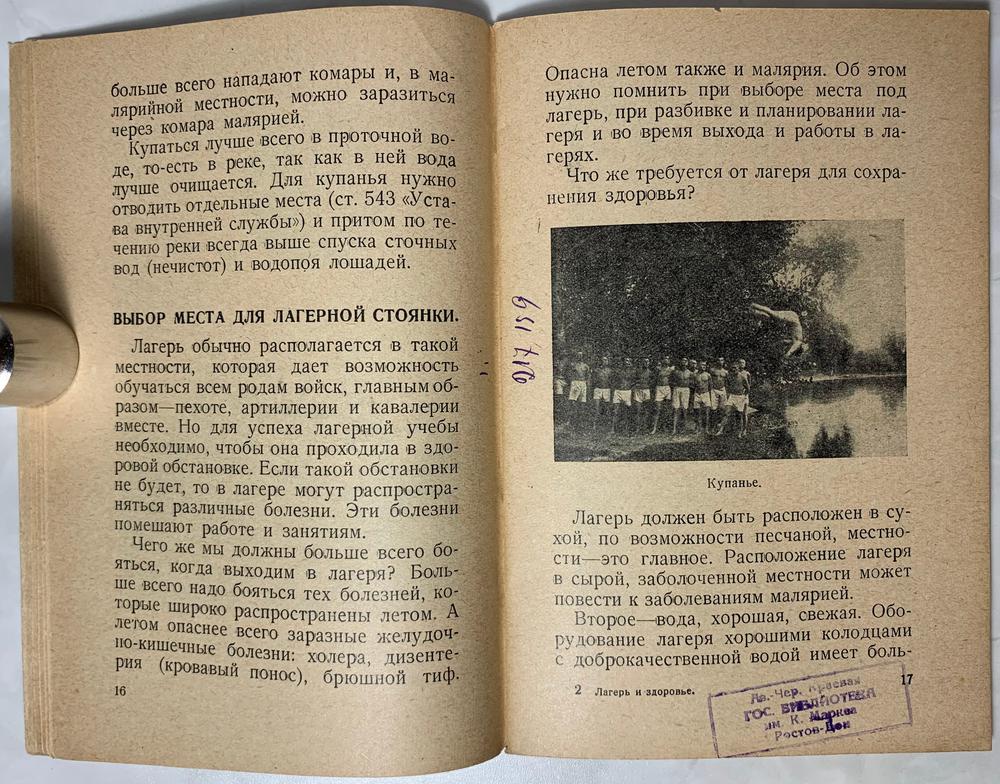 больше всего нападают комары и, в ма-
лярийной местности, можно заразиться
через комара малярией.
Купаться лучше всего в проточной во-
де, то-есть в реке, так как в ней вода
лучше очищается. Для купанья нужно
отводить отдельные места (ст. 543 «Уста-
ва внутренней службы») и притом по те-
чению реки всегда выше спуска сточных
вод (нечистот) и водопоя лошадей.
ВЫБОР МЕСТА ДЛЯ ЛАГЕРНОЙ СТОЯНКИ.
Лагерь обычно располагается в такой
местности, которая дает возможность
обучаться всем родам войск, главным об-
разом—пехоте, артиллерии и кавалерии
вместе. Но для успеха лагерной учебы
необходимо, чтобы она проходила в здо-
ровой обстановке. Если такой обстановки
не будет, то в лагере могут распростра-
няться различные болезни. Эти болезни
помешают работе и занятиям.
Чего же мы должны больше всего бо-
яться, когда выходим в лагеря? Боль-
ше всего надо бояться тех болезней, ко-
торые широко распространены летом. А
летом опаснее всего заразные желудоч-
но-кишечные болезни: холера, дизенте-
рия (кровавый понос), брюшной тиф.
16
Опасна летом также и малярия. Об этом
нужно помнить при выборе места под
лагерь, при разбивке и планировании ла-
геря и во время выхода и работы в ла-
герях.
Что же требуется от лагеря для сохра-
нения здоровья?
Купанье.
Лагерь должен быть расположен в су-
хой, по возможности песчаной, местно-
сти—это главное. Расположение лагеря
в сырой, заболоченной местности может
повести к заболеваниям малярией.
Второе—вода, хорошая, свежая. Обо-
рудование лагеря хорошими колодцами
с доброкачественной водой имеет боль-
2 Лагерь и здоровье.
17
Аз.-Чер. Краевая
ГОС. БИБЛИОТЕКА
им. К. Маркса
Ростов-Дон